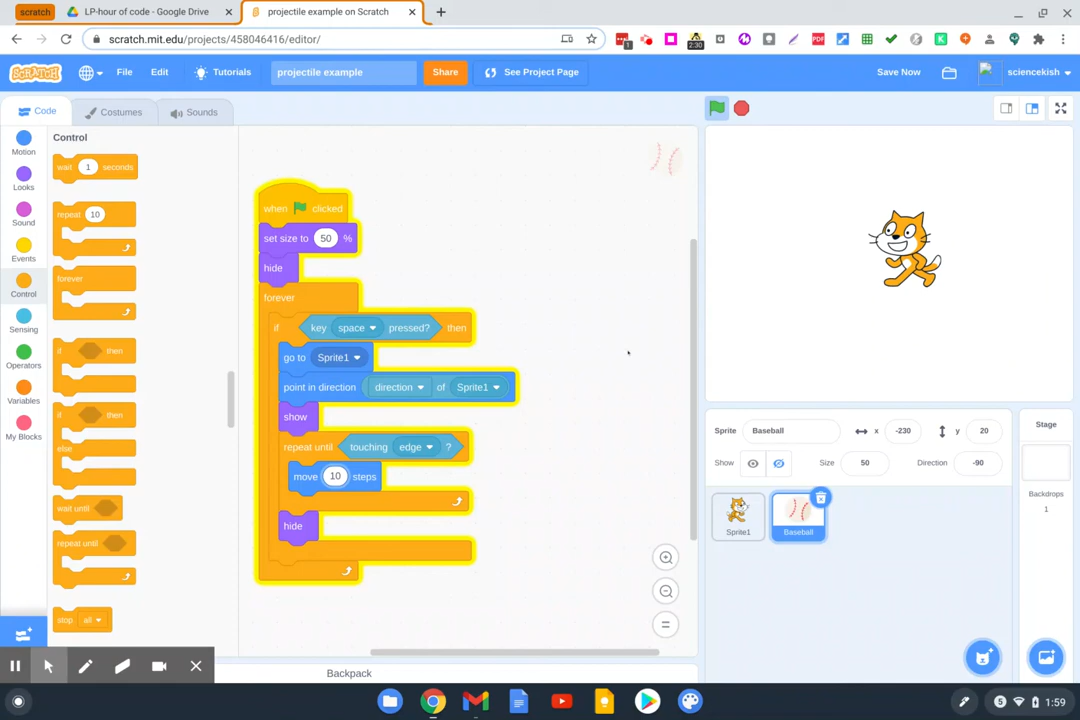 scratch
LP-hour of code - Google Drive
projectile example on Scratch
scratch.mit.edu/projects/458046416/editor/
1
2:30
PDF
K
SCRATCH
File
Edit
Tutorials
projectile example
Share
See Project Page
Save Now
sciencekish
Code
Costumes
Sounds
Motion
Looks
Sound
Events
Control
Sensing
Operators
Variables
My Blocks
Control
wait 1 seconds
repeat 10
forever
if then
if then
else
wait until
repeat until
stop all
when clicked
set size to 50 %
hide
forever
if key space pressed? then
go to Sprite1
point in direction direction of Sprite1
show
repeat until touching edge ?
move 10 steps
hide
Backpack
Sprite Baseball x -230 y 20
Show Size 50 Direction -90
Sprite1
Baseball
Stage
Backdrops
1
5
1:59